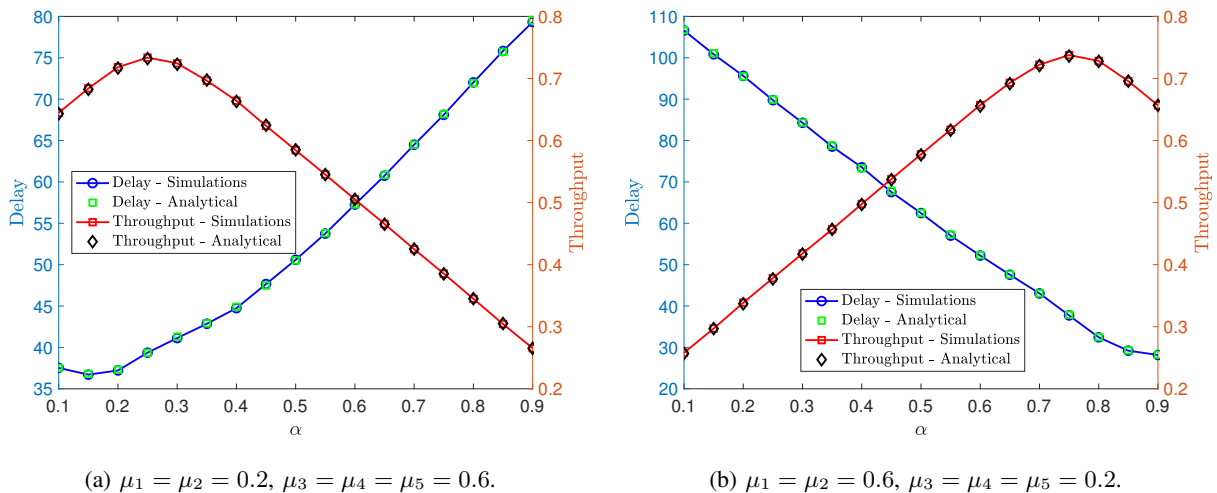 80
75
70
65
60
55
50
45
40
35
Delay
0.8
0.7
0.6
0.5
0.4
0.3
0.2
Throughput
Delay - Simulations
Delay - Analytical
Throughput - Simulations
Throughput - Analytical
0.1 0.2 0.3 0.4 0.5 0.6 0.7 0.8 0.9
α
(a) μ1 = μ2 = 0.2, μ3 = μ4 = μ5 = 0.6.
110
100
90
80
70
60
50
40
30
20
Delay
0.8
0.7
0.6
0.5
0.4
0.3
0.2
Throughput
Delay - Simulations
Delay - Analytical
Throughput - Simulations
Throughput - Analytical
0.1 0.2 0.3 0.4 0.5 0.6 0.7 0.8 0.9
α
(b) μ1 = μ2 = 0.6, μ3 = μ4 = μ5 = 0.2.